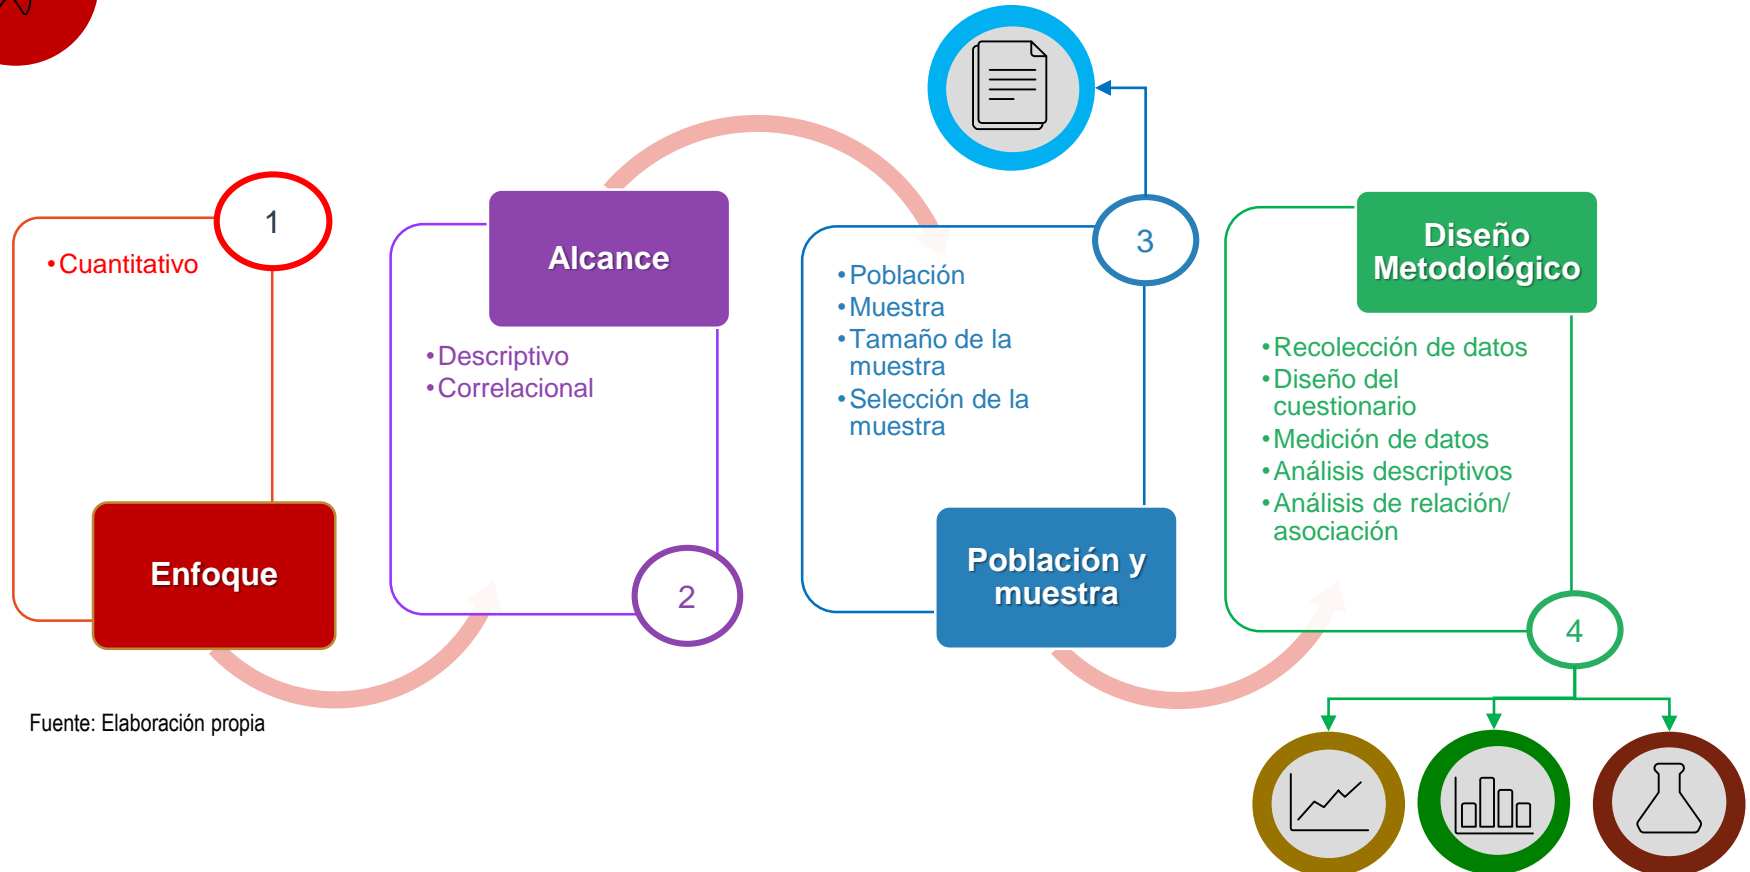 1
•Cuantitativo
Enfoque
Alcance
•Descriptivo
•Correlacional
2
3
•Población
•Muestra
•Tamaño de la
muestra
•Selección de la
muestra
Población y
muestra
Diseño
Metodológico
•Recolección de datos
•Diseño del
cuestionario
•Medición de datos
•Análisis descriptivos
•Análisis de relación/
asociación
4
Fuente: Elaboración propia